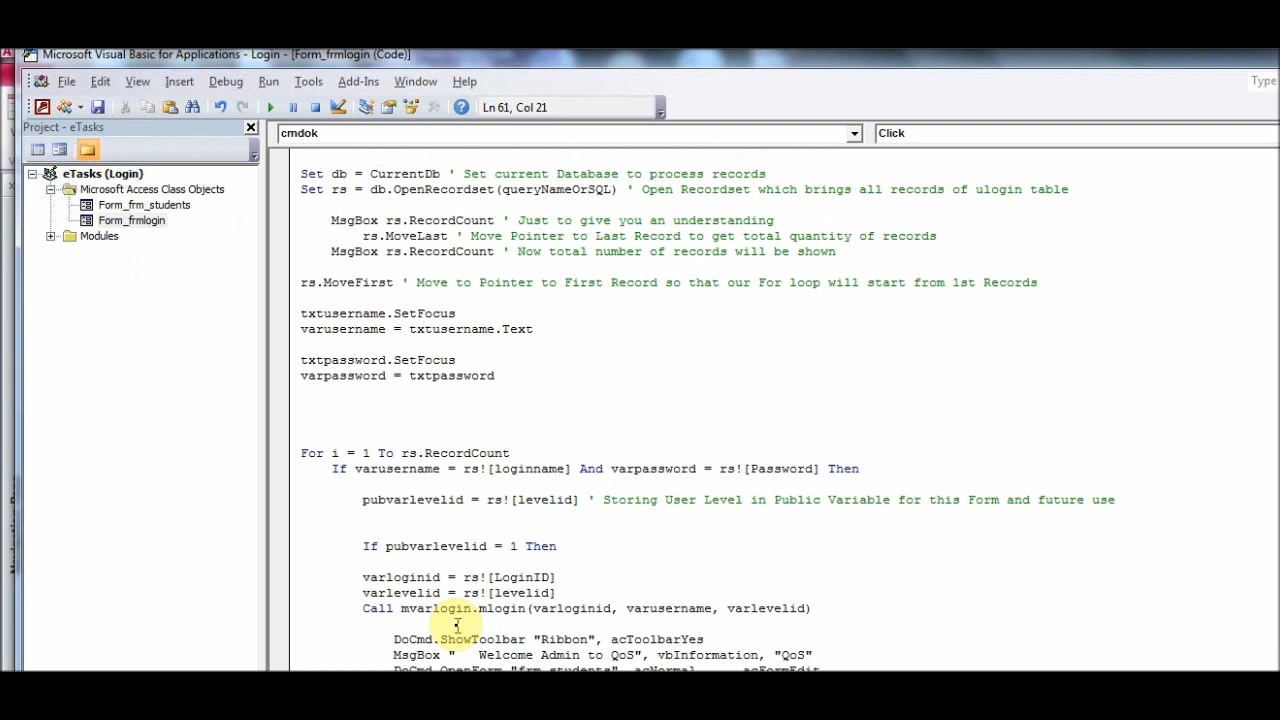 Microsoft Visual Basic for Applications - Login - [Form_frmlogin (Code)]
File Edit View Insert Debug Run Tools Add-Ins Window Help
Type
Ln 61, Col 21
Project - eTasks
cmdok
Click
eTasks (Login)
Microsoft Access Class Objects
Form_frm_students
Form_frmlogin
Modules
Set db = CurrentDb ' Set current Database to process records
Set rs = db.OpenRecordset(queryNameOrSQL) ' Open Recordset which brings all records of ulogin table
MsgBox rs.RecordCount ' Just to give you an understanding
rs.MoveLast ' Move Pointer to Last Record to get total quantity of records
MsgBox rs.RecordCount ' Now total number of records will be shown
rs.MoveFirst ' Move to Pointer to First Record so that our For loop will start from 1st Records
txtusername.SetFocus
varusername = txtusername.Text
txtpassword.SetFocus
varpassword = txtpassword
For i = 1 To rs.RecordCount
If varusername = rs![loginname] And varpassword = rs![Password] Then
pubvarlevelid = rs![levelid] ' Storing User Level in Public Variable for this Form and future use
If pubvarlevelid = 1 Then
varloginid = rs![LoginID]
varlevelid = rs![levelid]
Call mvarlogin.mlogin(varloginid, varusername, varlevelid)
DoCmd.ShowToolbar "Ribbon", acToolbarYes
MsgBox " Welcome Admin to QoS", vbInformation, "QoS"
DoCmd.OpenForm "frm_students", acNormal, , , acFormEdit